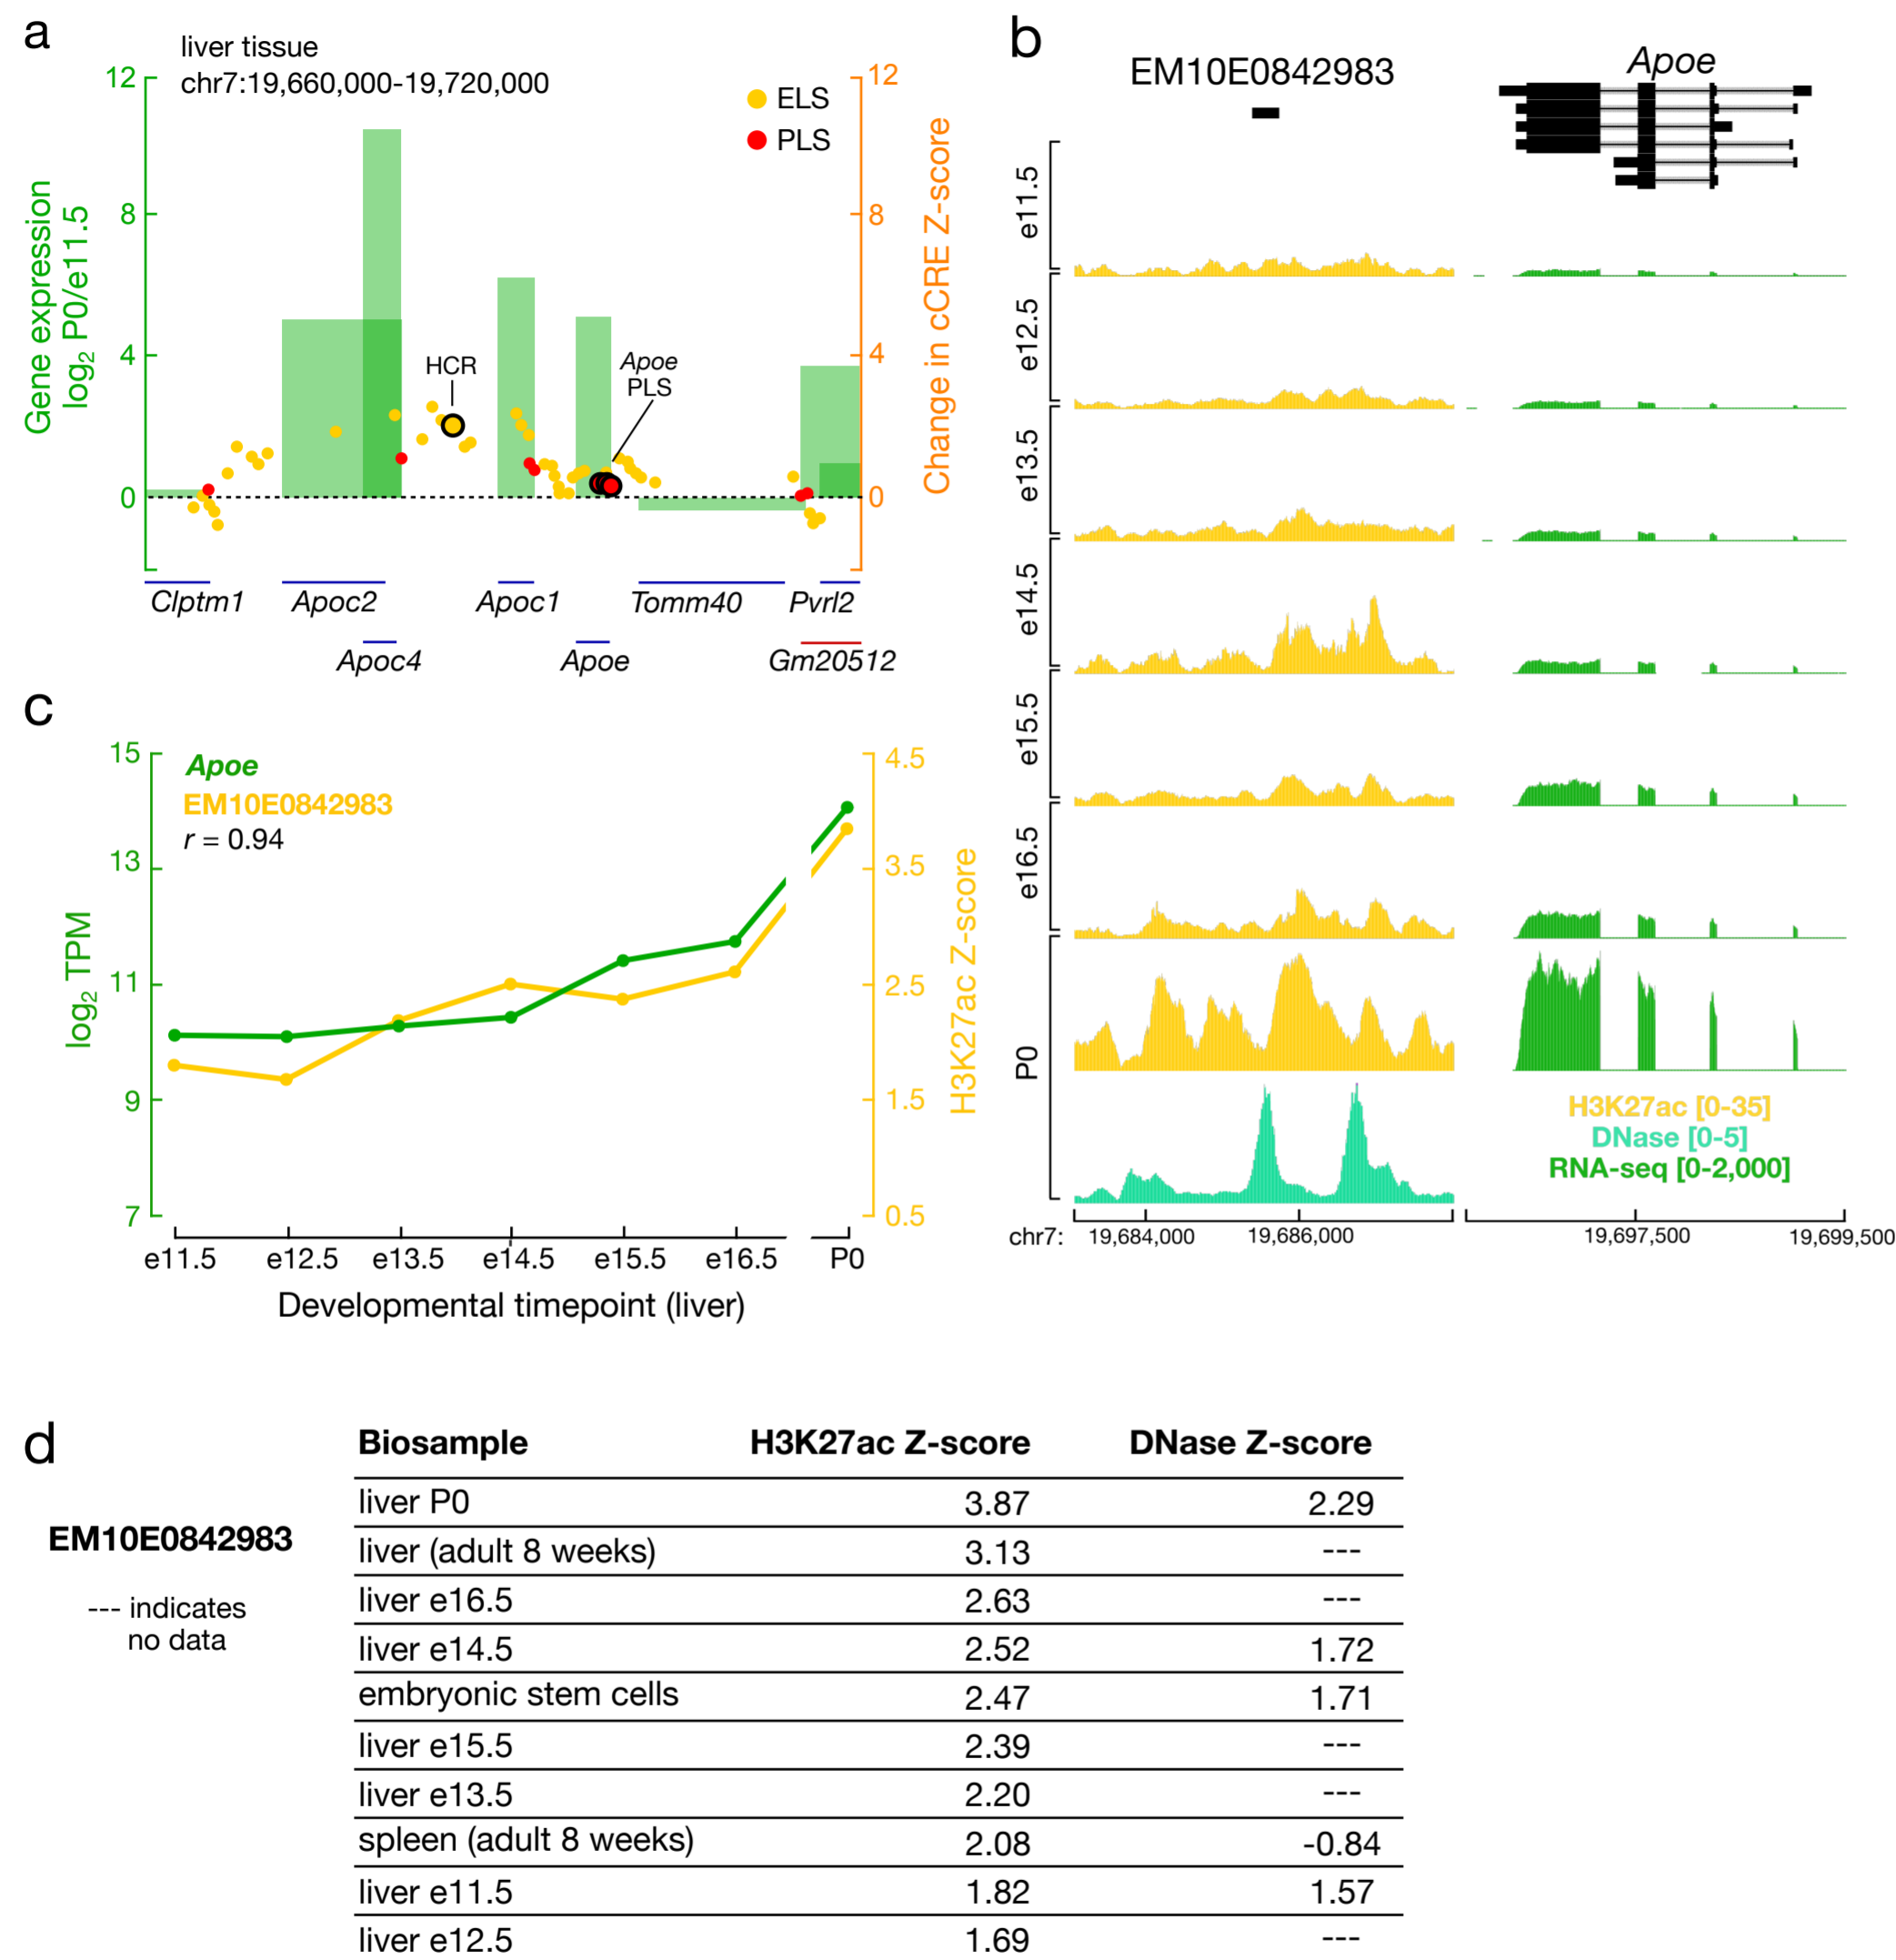 a
liver tissue
chr7:19,660,000-19,720,000
12
8
4
0
Gene expression
log₂ P0/e11.5
ELS
PLS
12
8
4
0
Change in cCRE Z-score
HCR
Apoe
PLS
Clptm1
Apoc2
Apoc1
Tomm40
Pvrl2
Apoc4
Apoe
Gm20512
b
EM10E0842983
Apoe
e11.5
e12.5
e13.5
e14.5
e15.5
e16.5
P0
H3K27ac [0-35]
DNase [0-5]
RNA-seq [0-2,000]
chr7: 19,684,000 19,686,000 19,697,500 19,699,500
c
Apoe
EM10E0842983
r = 0.94
15
13
11
9
7
log₂ TPM
4.5
3.5
2.5
1.5
0.5
H3K27ac Z-score
e11.5 e12.5 e13.5 e14.5 e15.5 e16.5 P0
Developmental timepoint (liver)
d
EM10E0842983
--- indicates
no data
Biosample H3K27ac Z-score DNase Z-score
liver P0 3.87 2.29
liver (adult 8 weeks) 3.13 ---
liver e16.5 2.63 ---
liver e14.5 2.52 1.72
embryonic stem cells 2.47 1.71
liver e15.5 2.39 ---
liver e13.5 2.20 ---
spleen (adult 8 weeks) 2.08 -0.84
liver e11.5 1.82 1.57
liver e12.5 1.69 ---